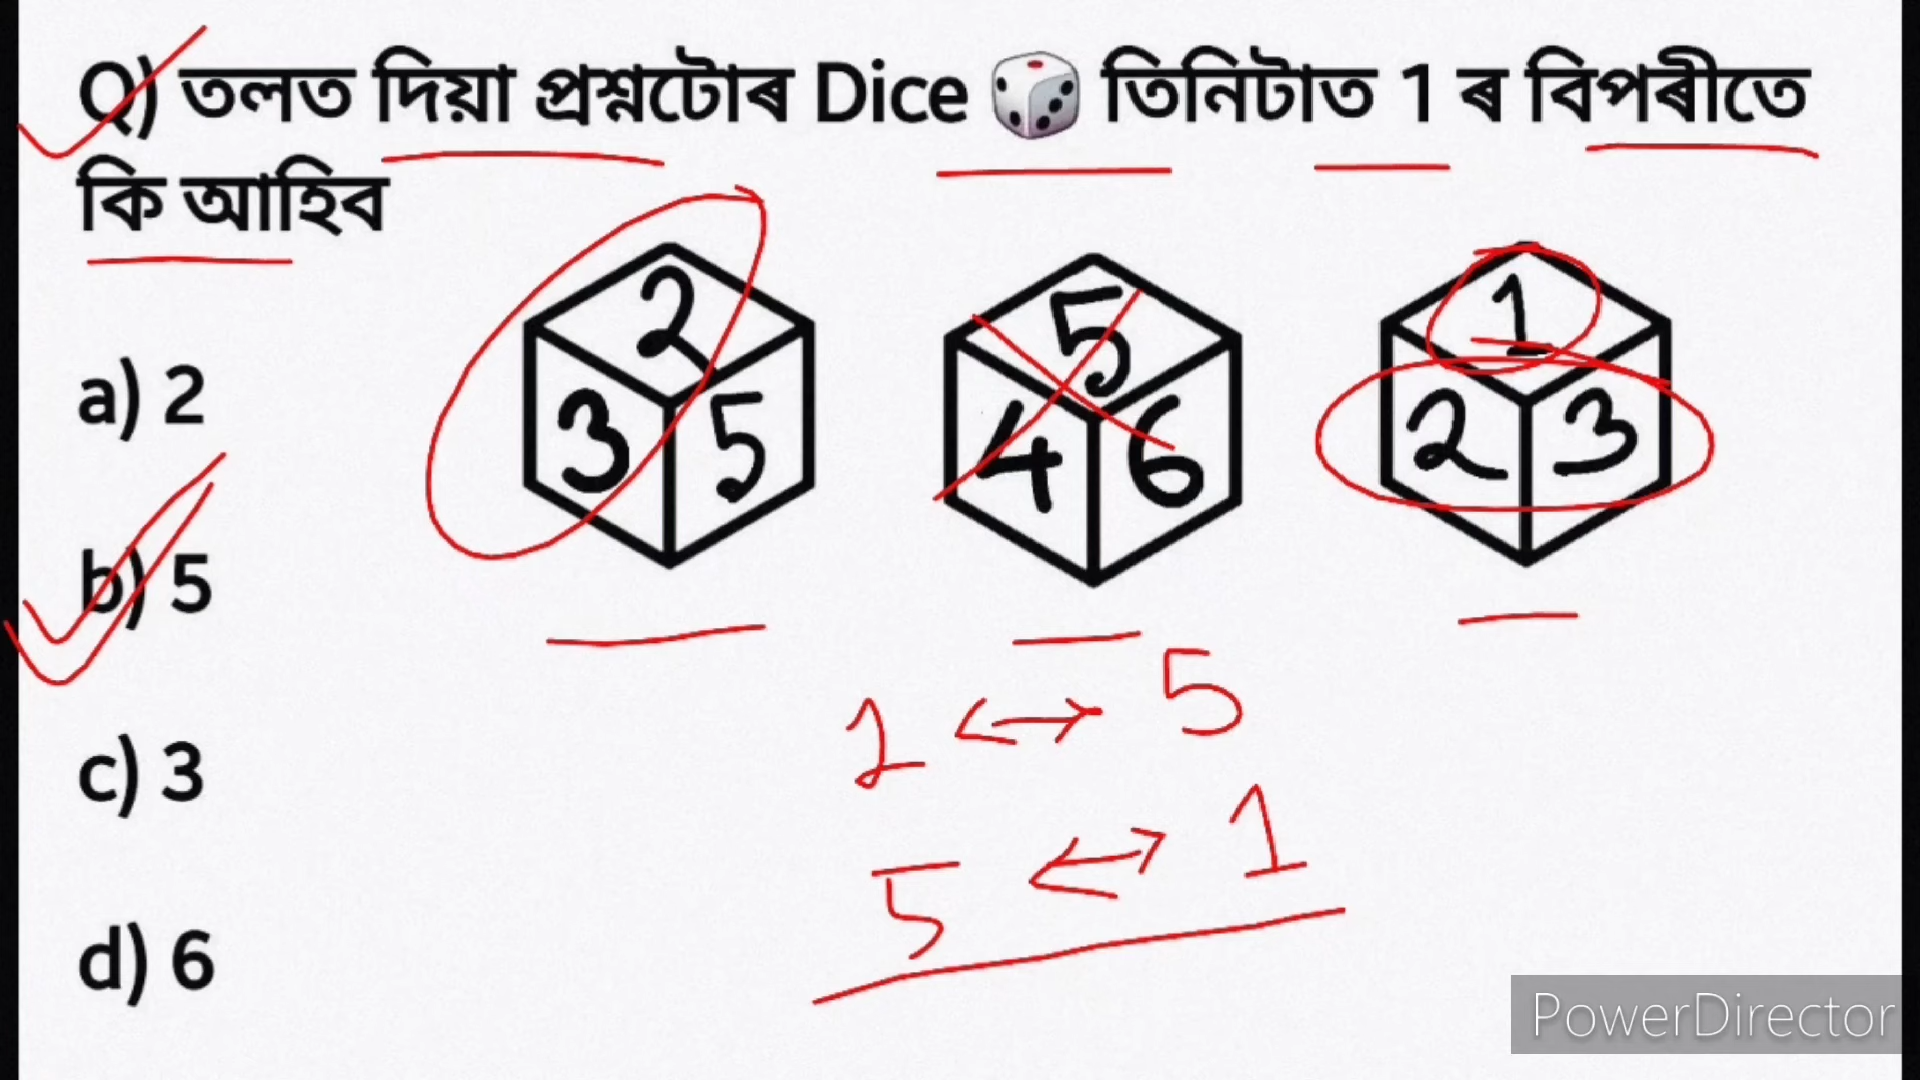 Q) তলত দিয়া প্ৰশ্নটোৰ Dice 🎲 তিনিটাত 1 ৰ বিপৰীতে
কি আহিব
a) 2
b) 5
c) 3
d) 6
2
3 5
5
4 6
1
2 3
1 ↔ 5
5 ↔ 1
PowerDirector